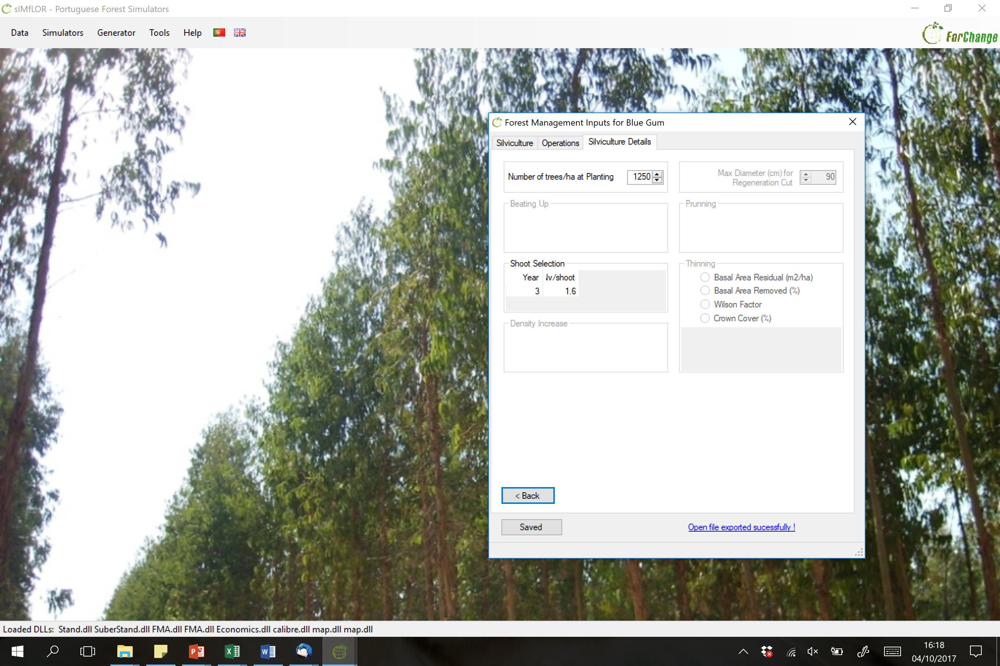 sIMfLOR - Portuguese Forest Simulators
Data Simulators Generator Tools Help
ForChange
Forest Management Inputs for Blue Gum
Silviculture Operations Silviculture Details
Number of trees/ha at Planting 1250
Max Diameter (cm) for
Regeneration Cut 90
Beating Up
Prunning
Shoot Selection
Year lv/shoot
3 1.6
Thinning
Basal Area Residual (m2/ha)
Basal Area Removed (%)
Wilson Factor
Crown Cover (%)
Density Increase
< Back
Saved
Open file exported sucessfully !
Loaded DLLs: Stand.dll SuberStand.dll FMA.dll FMA.dll Economics.dll calibre.dll map.dll map.dll
16:18
04/10/2017